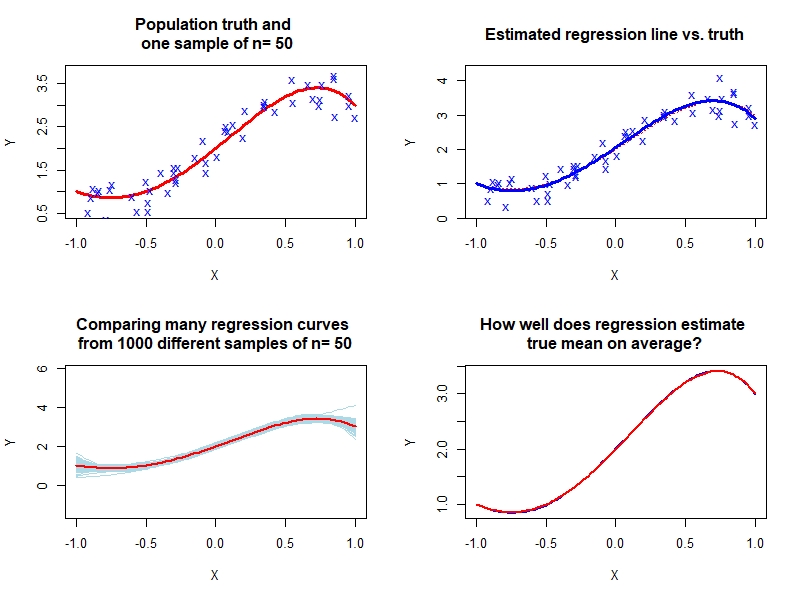 Population truth and
one sample of n= 50
Y
0.5
1.5
2.5
3.5
-1.0 -0.5 0.0 0.5 1.0
X
Estimated regression line vs. truth
Y
4
3
2
1
0
-1.0 -0.5 0.0 0.5 1.0
X
Comparing many regression curves
from 1000 different samples of n= 50
Y
6
4
2
0
-1.0 -0.5 0.0 0.5 1.0
X
How well does regression estimate
true mean on average?
Y
3.0
2.0
1.0
-1.0 -0.5 0.0 0.5 1.0
X